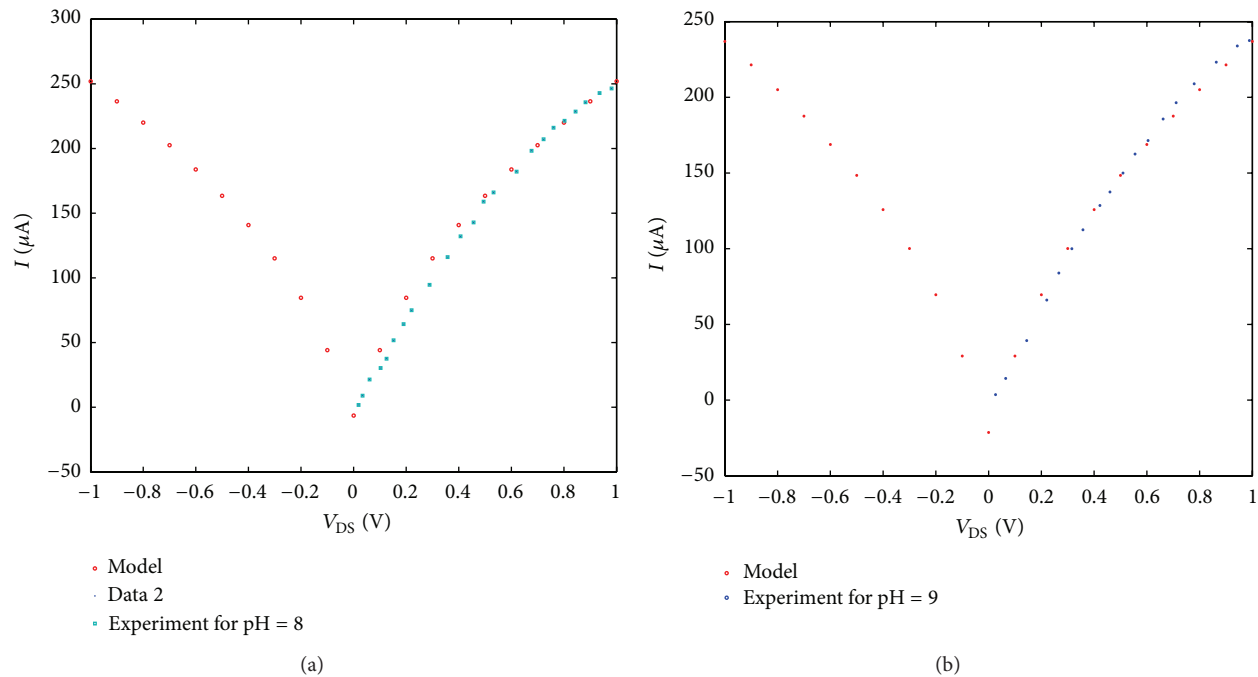 300
250
200
150
100
50
0
−50
I (μA)
−1 −0.8 −0.6 −0.4 −0.2 0 0.2 0.4 0.6 0.8 1
V_DS (V)
Model
Data 2
Experiment for pH = 8
(a)
250
200
150
100
50
0
−50
I (μA)
−1 −0.8 −0.6 −0.4 −0.2 0 0.2 0.4 0.6 0.8 1
V_DS (V)
Model
Experiment for pH = 9
(b)